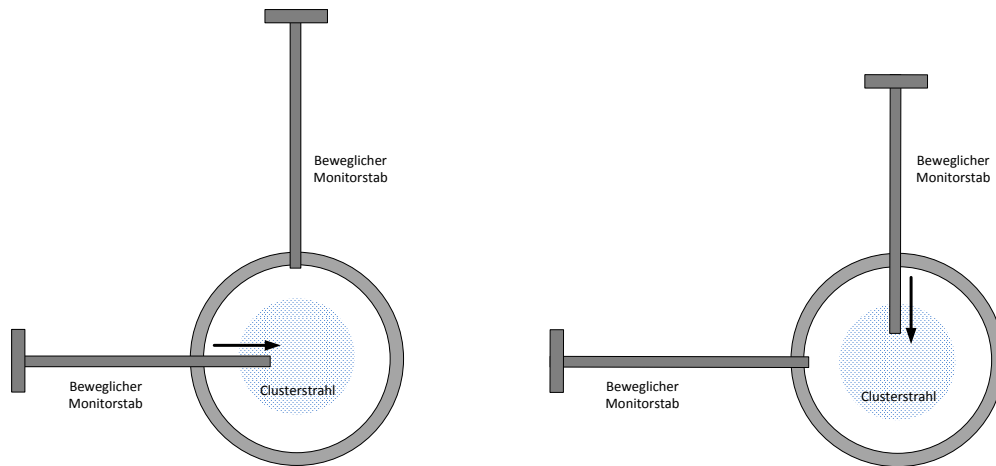 Beweglicher
Monitorstab
Beweglicher
Monitorstab
Clusterstrahl
Beweglicher
Monitorstab
Beweglicher
Monitorstab
Clusterstrahl